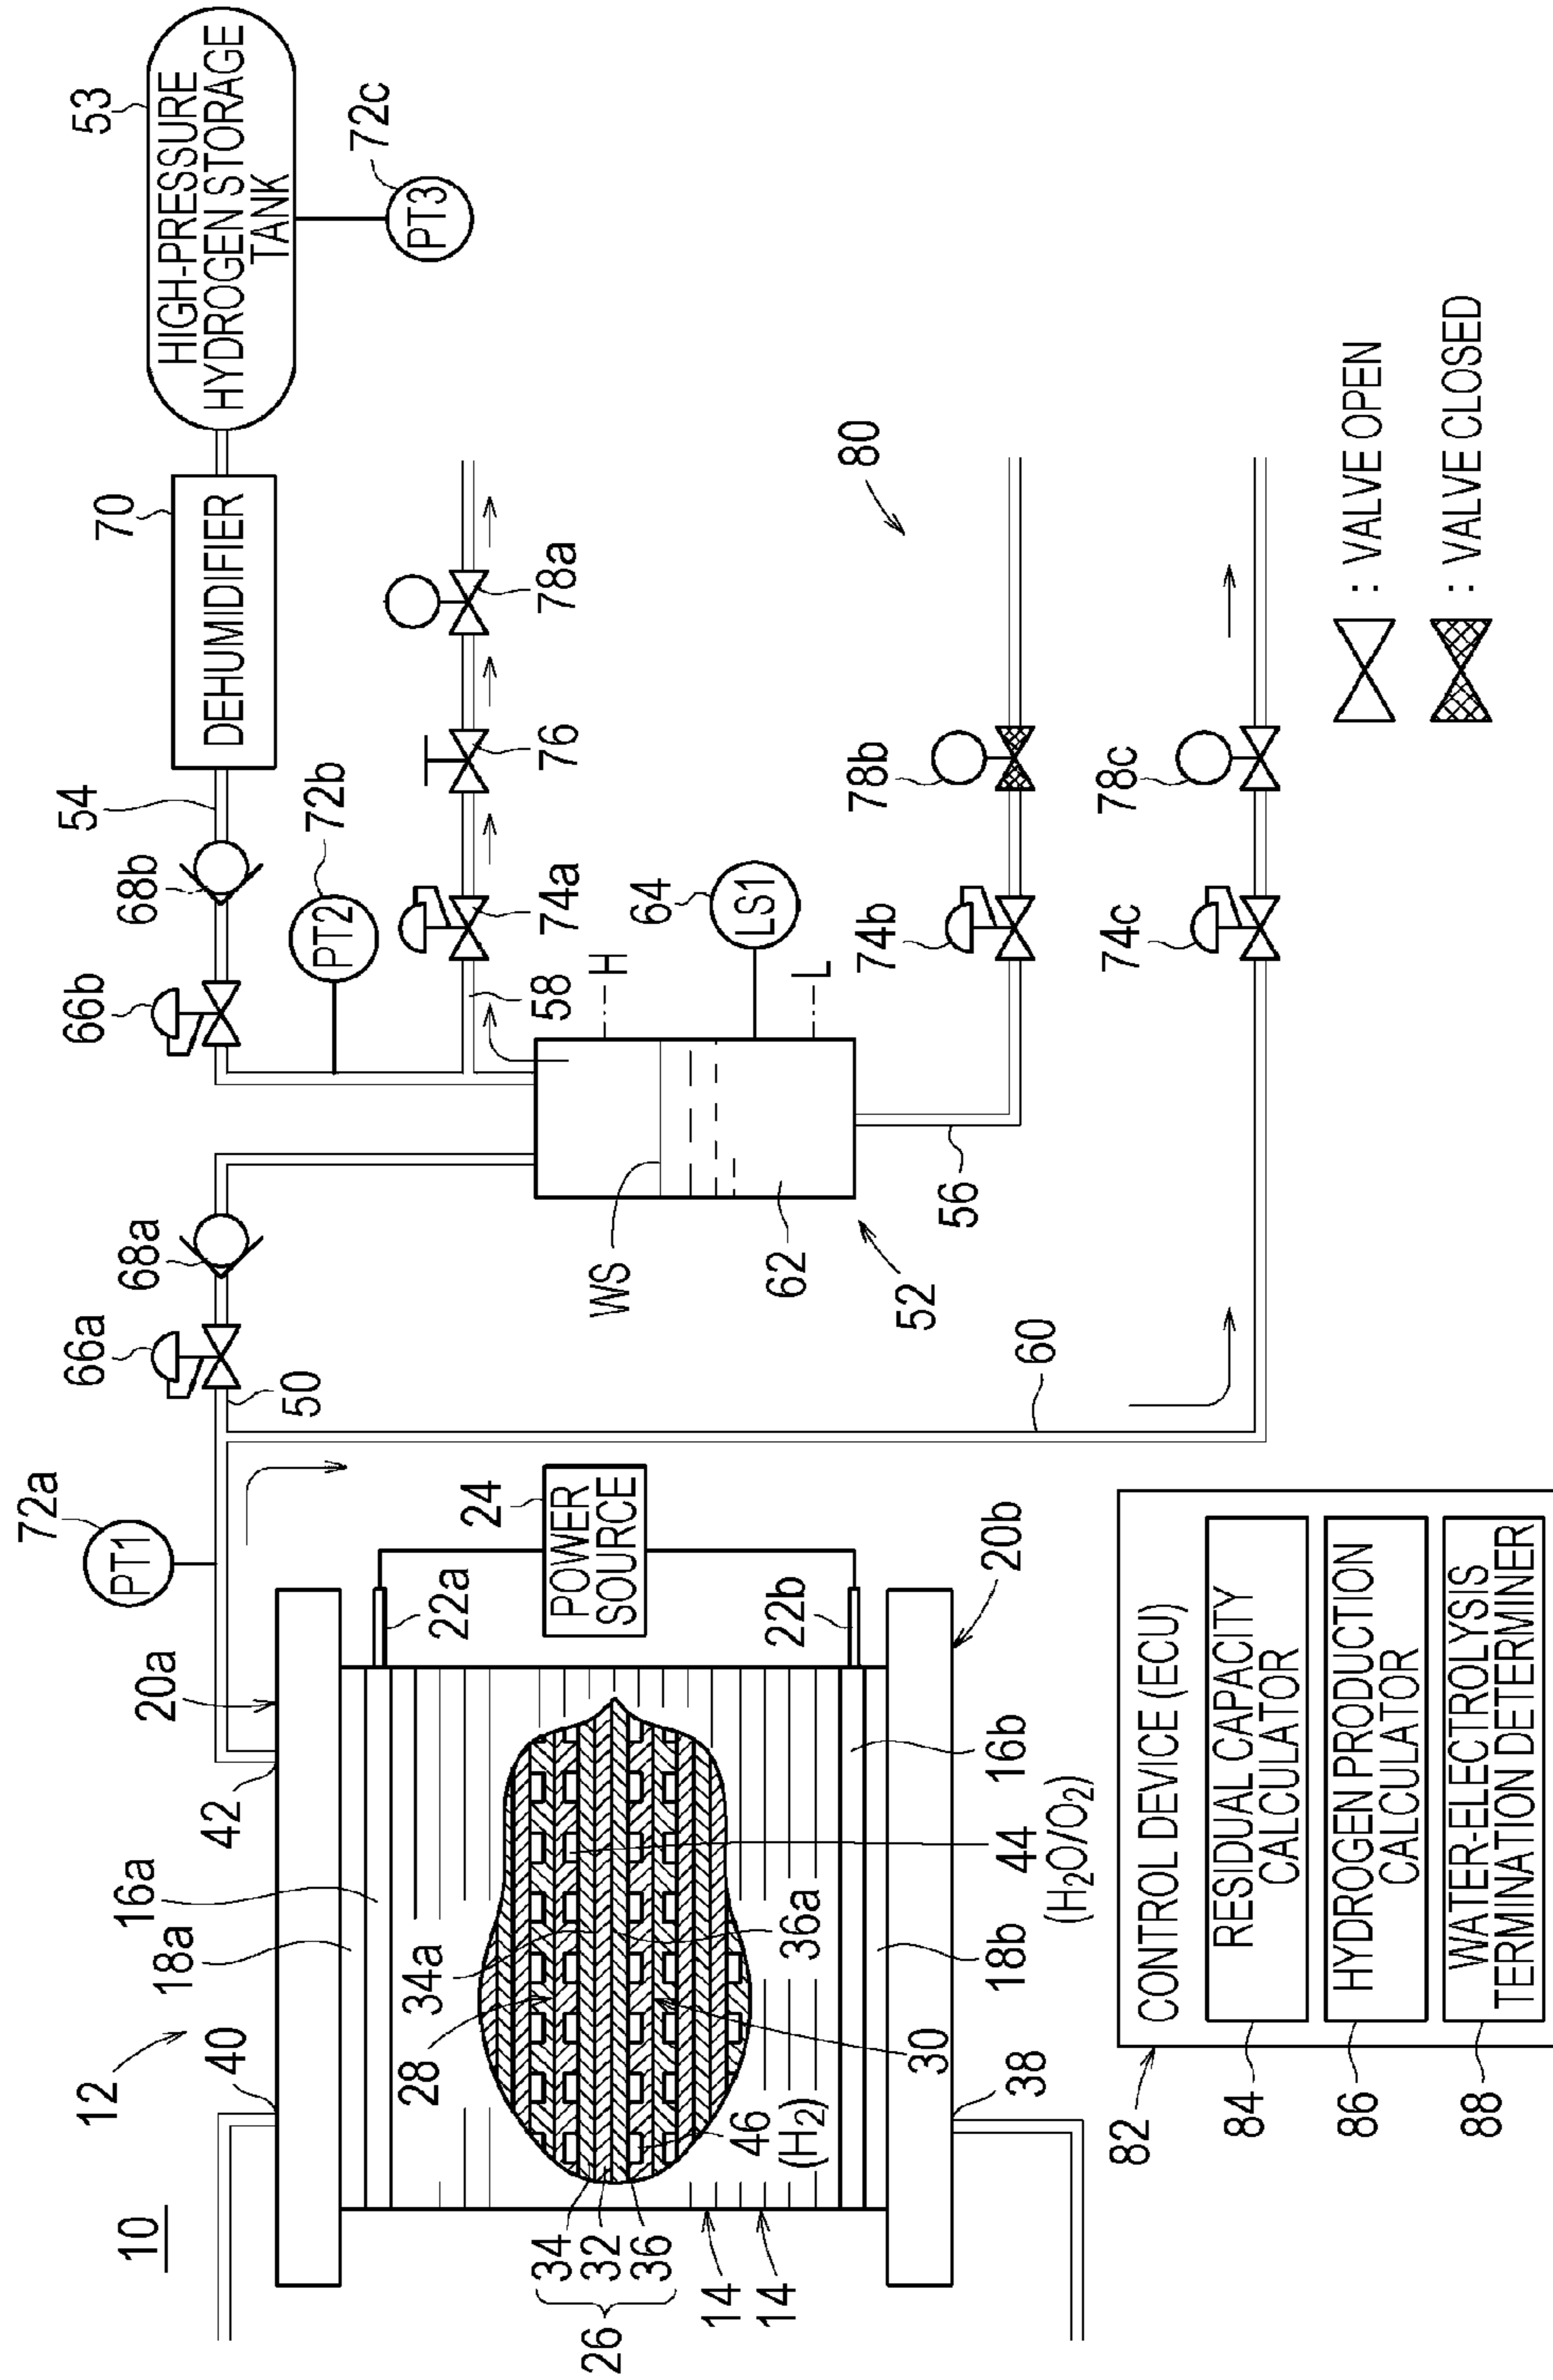 10
12
40
18a
16a
42
20a
72a
PT1
50
66a
68a
66b
68b
54
70
DEHUMIDIFIER
53
HIGH-PRESSURE
HYDROGEN STORAGE
TANK
PT3
72c
PT2
72b
58
74a
76
78a
H
L
64
LS1
WS
62
52
56
74b
78b
80
60
74c
78c
24
POWER
SOURCE
22a
22b
20b
34
32
36
26
14
14
28
34a
46
(H2)
30
36a
38
18b
44
(H2O/O2)
16b
82
CONTROL DEVICE (ECU)
84
RESIDUAL CAPACITY
CALCULATOR
86
HYDROGEN PRODUCTION
CALCULATOR
88
WATER-ELECTROLYSIS
TERMINATION DETERMINER
: VALVE OPEN
: VALVE CLOSED